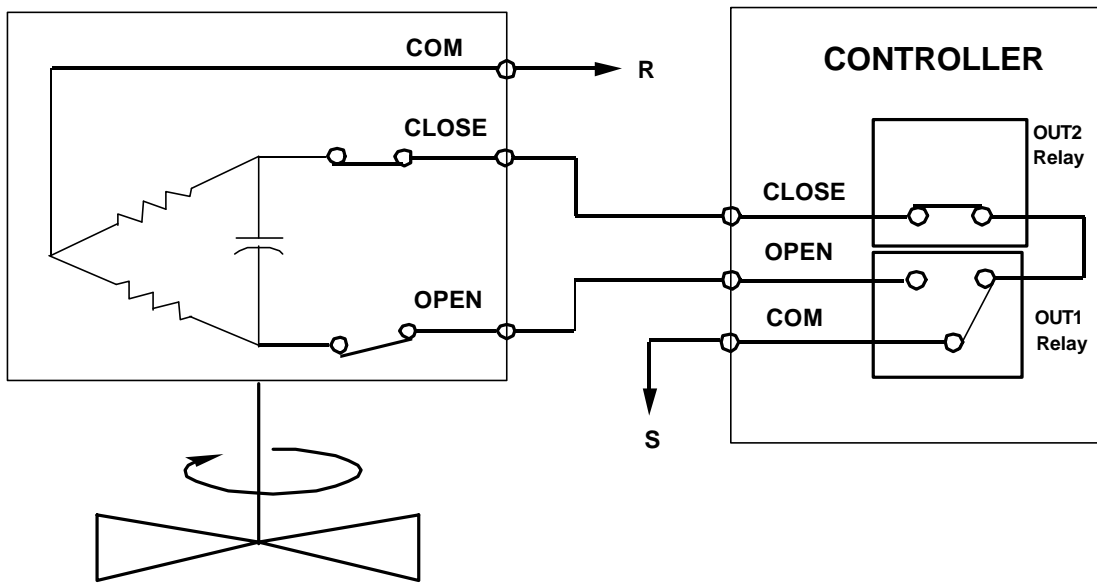 COM
R
CLOSE
OPEN
CONTROLLER
OUT2
Relay
CLOSE
OPEN
COM
OUT1
Relay
S